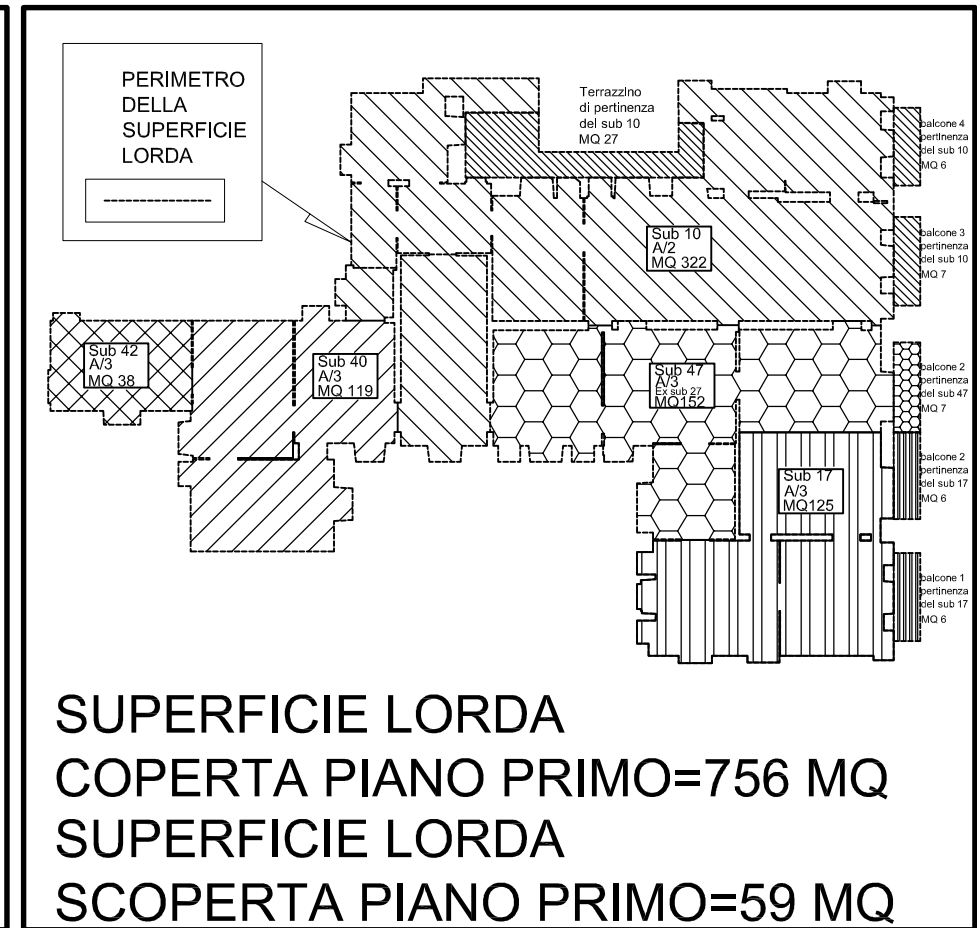 PERIMETRO
DELLA
SUPERFICIE
LORDA
Terrazzino
di pertinenza
del sub 10
MQ 27
balcone 4
pertinenza
del sub 10
MQ 6
balcone 3
pertinenza
del sub 10
MQ 7
Sub 10
A/2
MQ 322
Sub 42
A/3
MQ 38
Sub 40
A/3
MQ 119
Sub 47
A/3
Ex sub 27
MQ152
balcone 2
pertinenza
del sub 47
MQ 7
balcone 2
pertinenza
del sub 17
MQ 6
Sub 17
A/3
MQ125
balcone 1
pertinenza
del sub 17
MQ 6
SUPERFICIE LORDA
COPERTA PIANO PRIMO=756 MQ
SUPERFICIE LORDA
SCOPERTA PIANO PRIMO=59 MQ